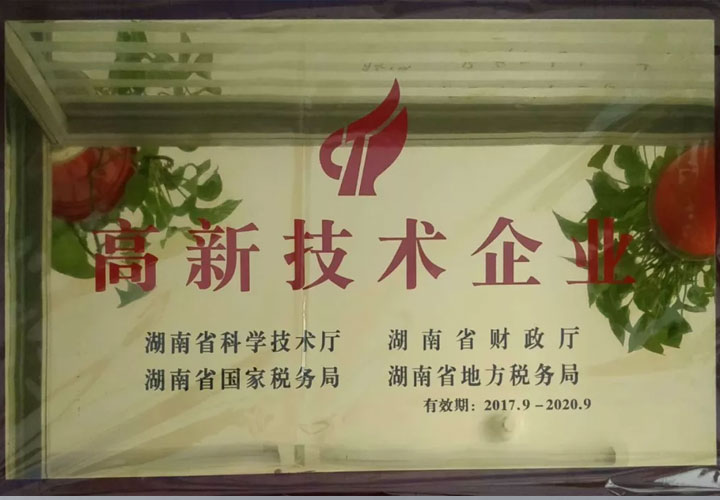 高新技术企业
湖南省科学技术厅 湖南省财政厅
湖南省国家税务局 湖南省地方税务局
有效期：2017.9－2020.9